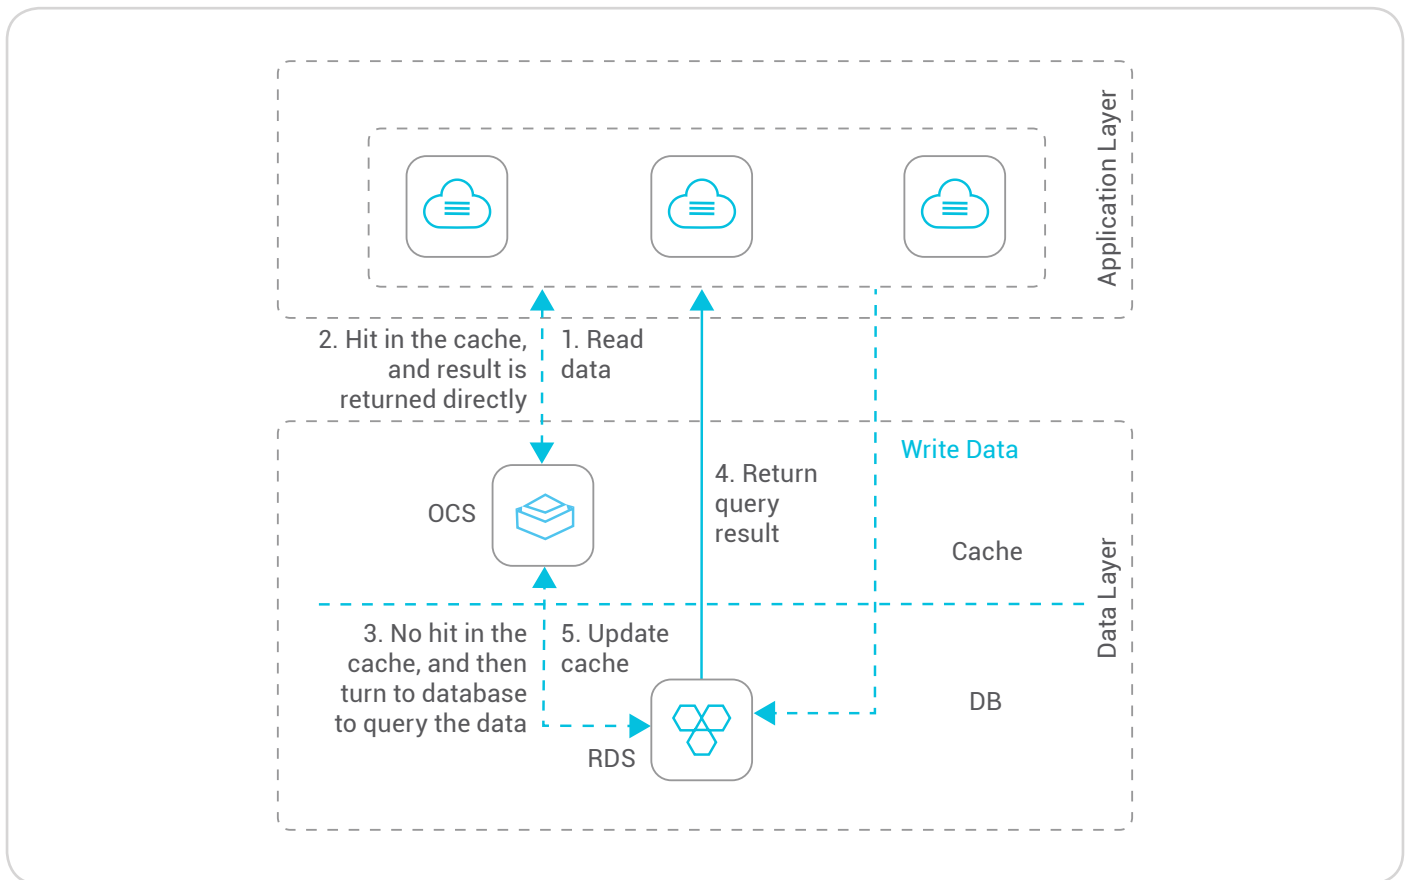 Application Layer
2. Hit in the cache,
and result is
returned directly
1. Read
data
Write Data
4. Return
query
result
OCS
Cache
Data Layer
3. No hit in the
cache, and then
turn to database
to query the data
5. Update
cache
DB
RDS